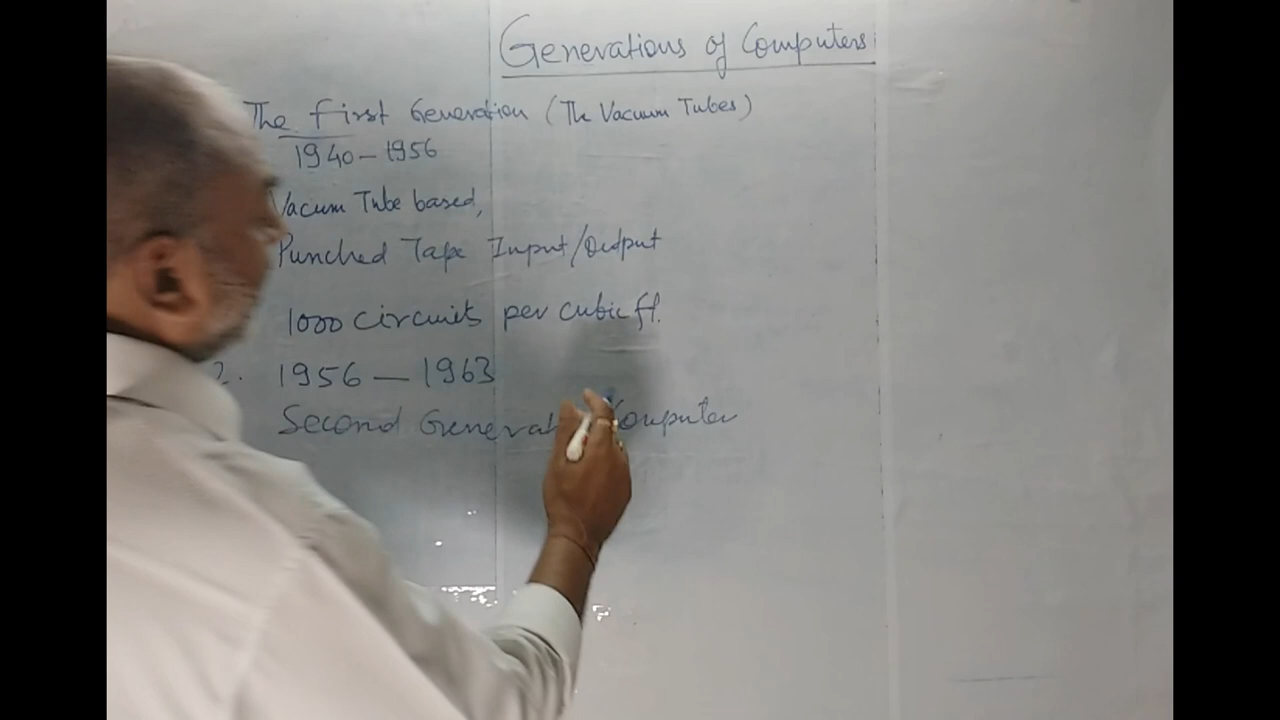 Generations of Computers
The First Generation (The Vacuum Tubes)
1940-1956
Vacum Tube based,
Punched Tape Input/Output
1000 circuits per cubic ft.
2. 1956 - 1963
Second Computer